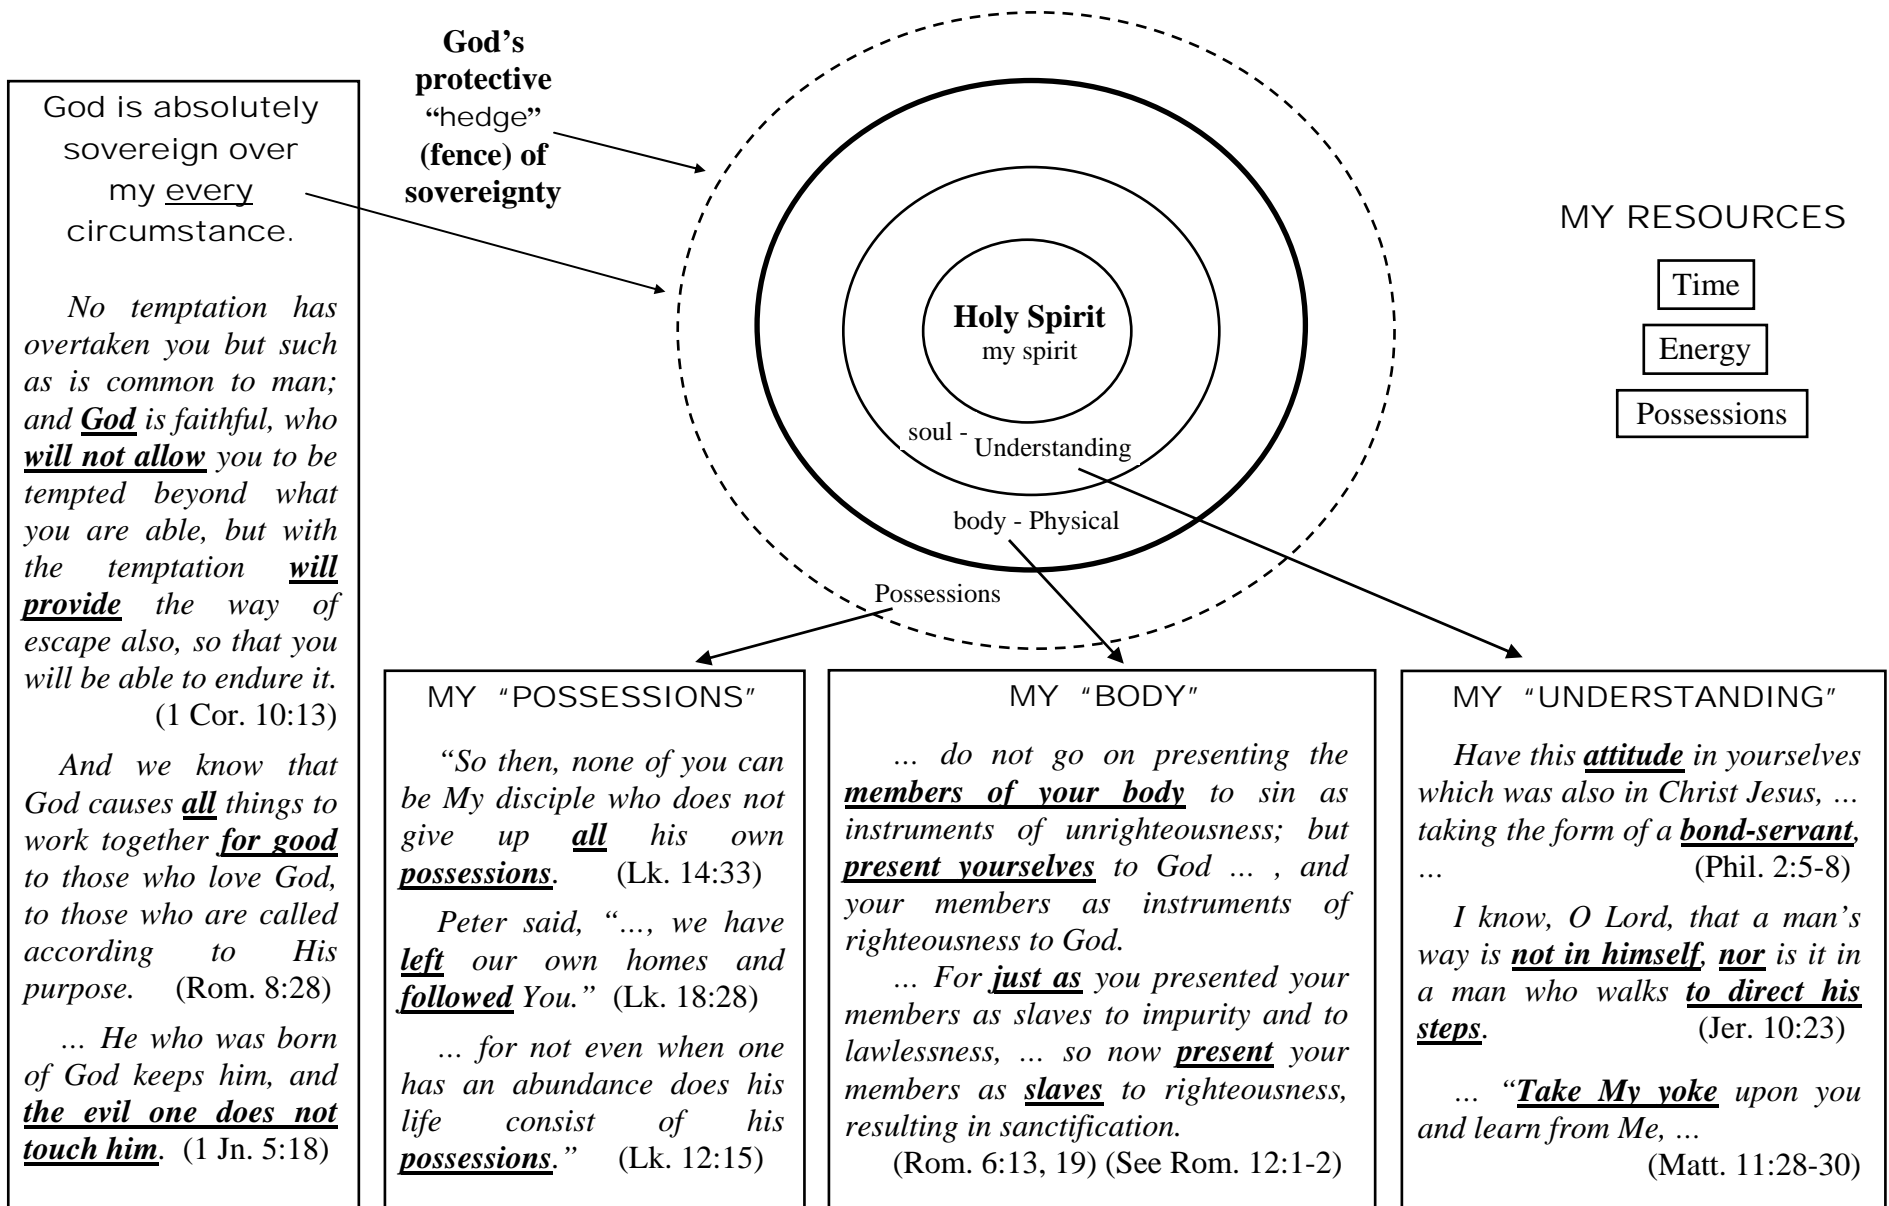 God's
protective
“hedge”
(fence) of
sovereignty
God is absolutely
sovereign over
my every
circumstance.
No temptation has
overtaken you but such
as is common to man;
and God is faithful, who
will not allow you to be
tempted beyond what
you are able, but with
the temptation will
provide the way of
escape also, so that you
will be able to endure it.
(1 Cor. 10:13)
And we know that
God causes all things to
work together for good
to those who love God,
to those who are called
according to His
purpose. (Rom. 8:28)
… He who was born
of God keeps him, and
the evil one does not
touch him. (1 Jn. 5:18)
Holy Spirit
my spirit
soul - Understanding
body - Physical
Possessions
MY RESOURCES
Time
Energy
Possessions
MY “POSSESSIONS”
“So then, none of you can
be My disciple who does not
give up all his own
possessions. (Lk. 14:33)
Peter said, “…, we have
left our own homes and
followed You.” (Lk. 18:28)
… for not even when one
has an abundance does his
life consist of his
possessions.” (Lk. 12:15)
MY “BODY”
… do not go on presenting the
members of your body to sin as
instruments of unrighteousness; but
present yourselves to God … , and
your members as instruments of
righteousness to God.
… For just as you presented your
members as slaves to impurity and to
lawlessness, … so now present your
members as slaves to righteousness,
resulting in sanctification.
(Rom. 6:13, 19) (See Rom. 12:1-2)
MY “UNDERSTANDING”
Have this attitude in yourselves
which was also in Christ Jesus, …
taking the form of a bond-servant,
… (Phil. 2:5-8)
I know, O Lord, that a man's
way is not in himself, nor is it in
a man who walks to direct his
steps. (Jer. 10:23)
… “Take My yoke upon you
and learn from Me, …
(Matt. 11:28-30)